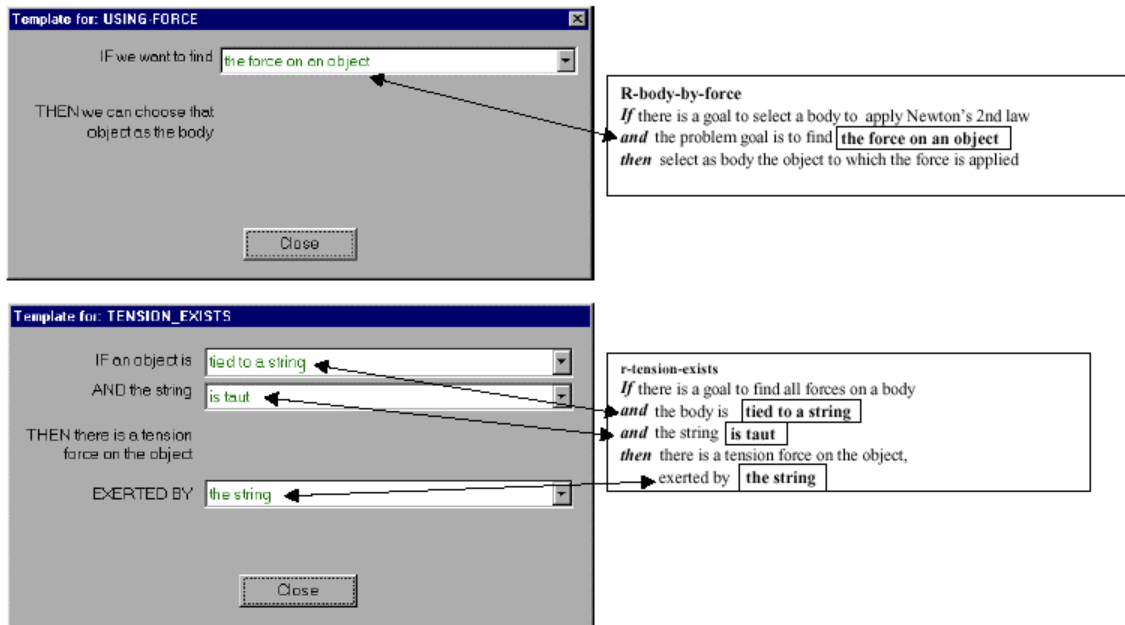 Template for: USING-FORCE
IF we want to find the force on an object
THEN we can choose that
object as the body
Close
R-body-by-force
If there is a goal to select a body to apply Newton's 2nd law
and the problem goal is to find the force on an object
then select as body the object to which the force is applied
Template for: TENSION_EXISTS
IF an object is tied to a string
AND the string is taut
THEN there is a tension
force on the object
EXERTED BY the string
Close
r-tension-exists
If there is a goal to find all forces on a body
and the body is tied to a string
and the string is taut
then there is a tension force on the object,
exerted by the string